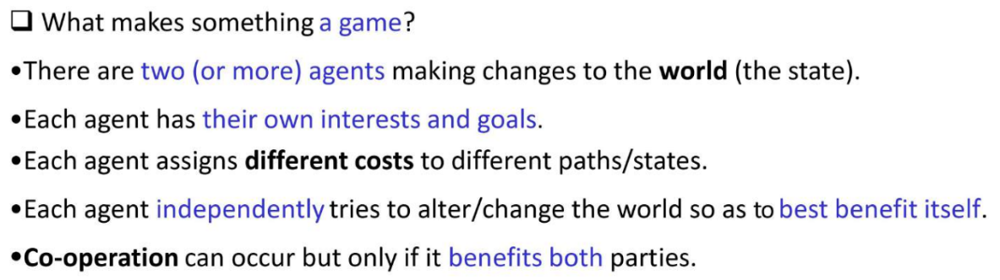 ❑ What makes something a game?
•There are two (or more) agents making changes to the world (the state).
•Each agent has their own interests and goals.
•Each agent assigns different costs to different paths/states.
•Each agent independently tries to alter/change the world so as to best benefit itself.
•Co-operation can occur but only if it benefits both parties.